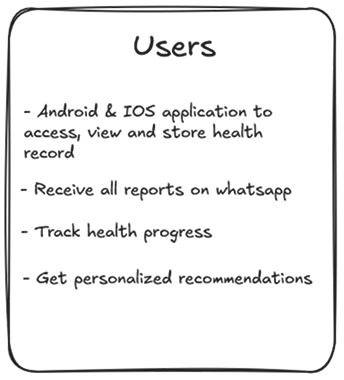 Users
- Android & IOS application to
access, view and store health
record
- Receive all reports on whatsapp
- Track health progress
- Get personalized recommendations